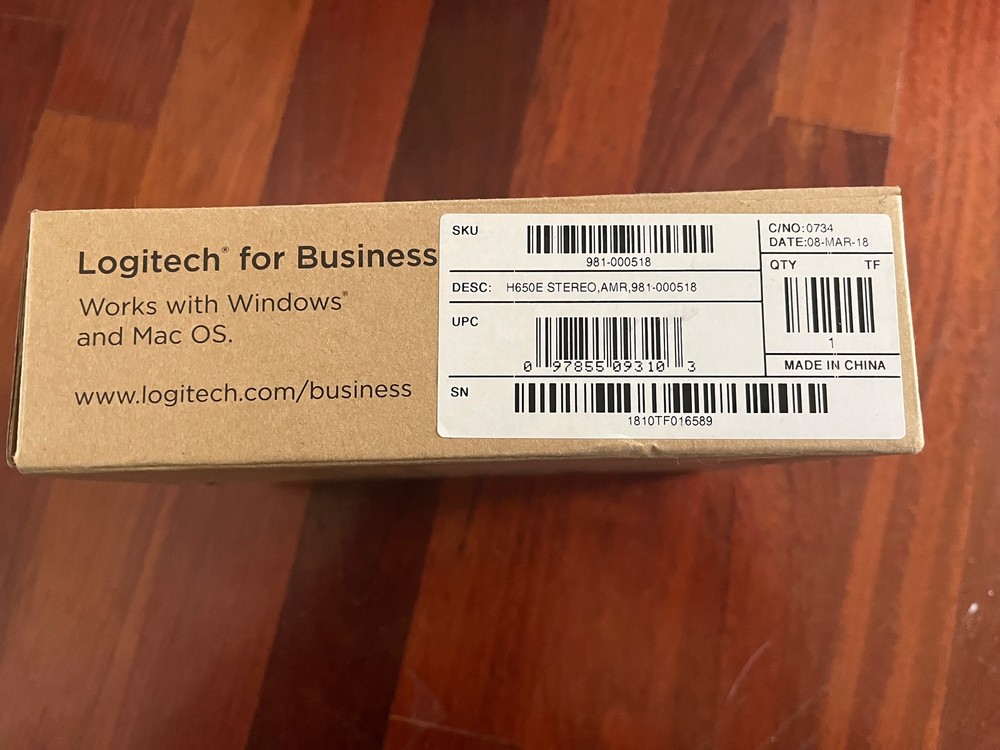 Logitech® for Business
Works with Windows®
and Mac OS.
www.logitech.com/business
SKU
981-000518
DESC: H650E STEREO,AMR,981-000518
UPC
0 97855 09310 3
SN
1810TF016589
C/NO:0734
DATE:08-MAR-18
QTY TF
1
MADE IN CHINA